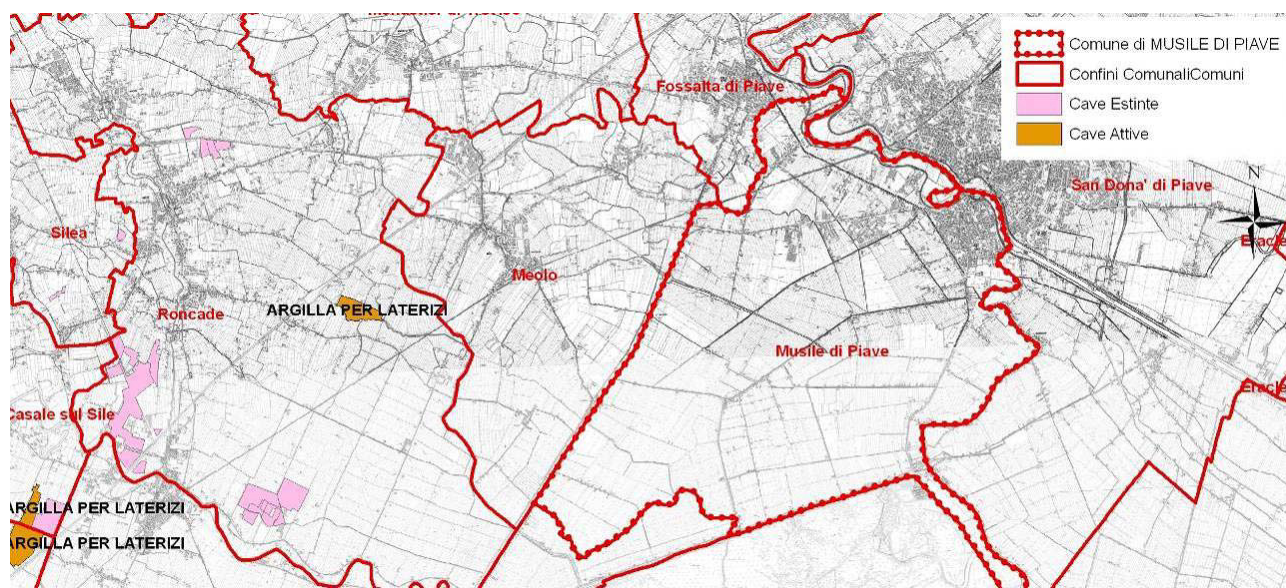 Comune di MUSILE DI PIAVE
Confini ComunaliComuni
Cave Estinte
Cave Attive
Fossalta di Piave
San Dona' di Piave
N
Silea
Meolo
ARGILLA PER LATERIZI
Roncade
Musile di Piave
Casale sul Sile
ARGILLA PER LATERIZI
ARGILLA PER LATERIZI